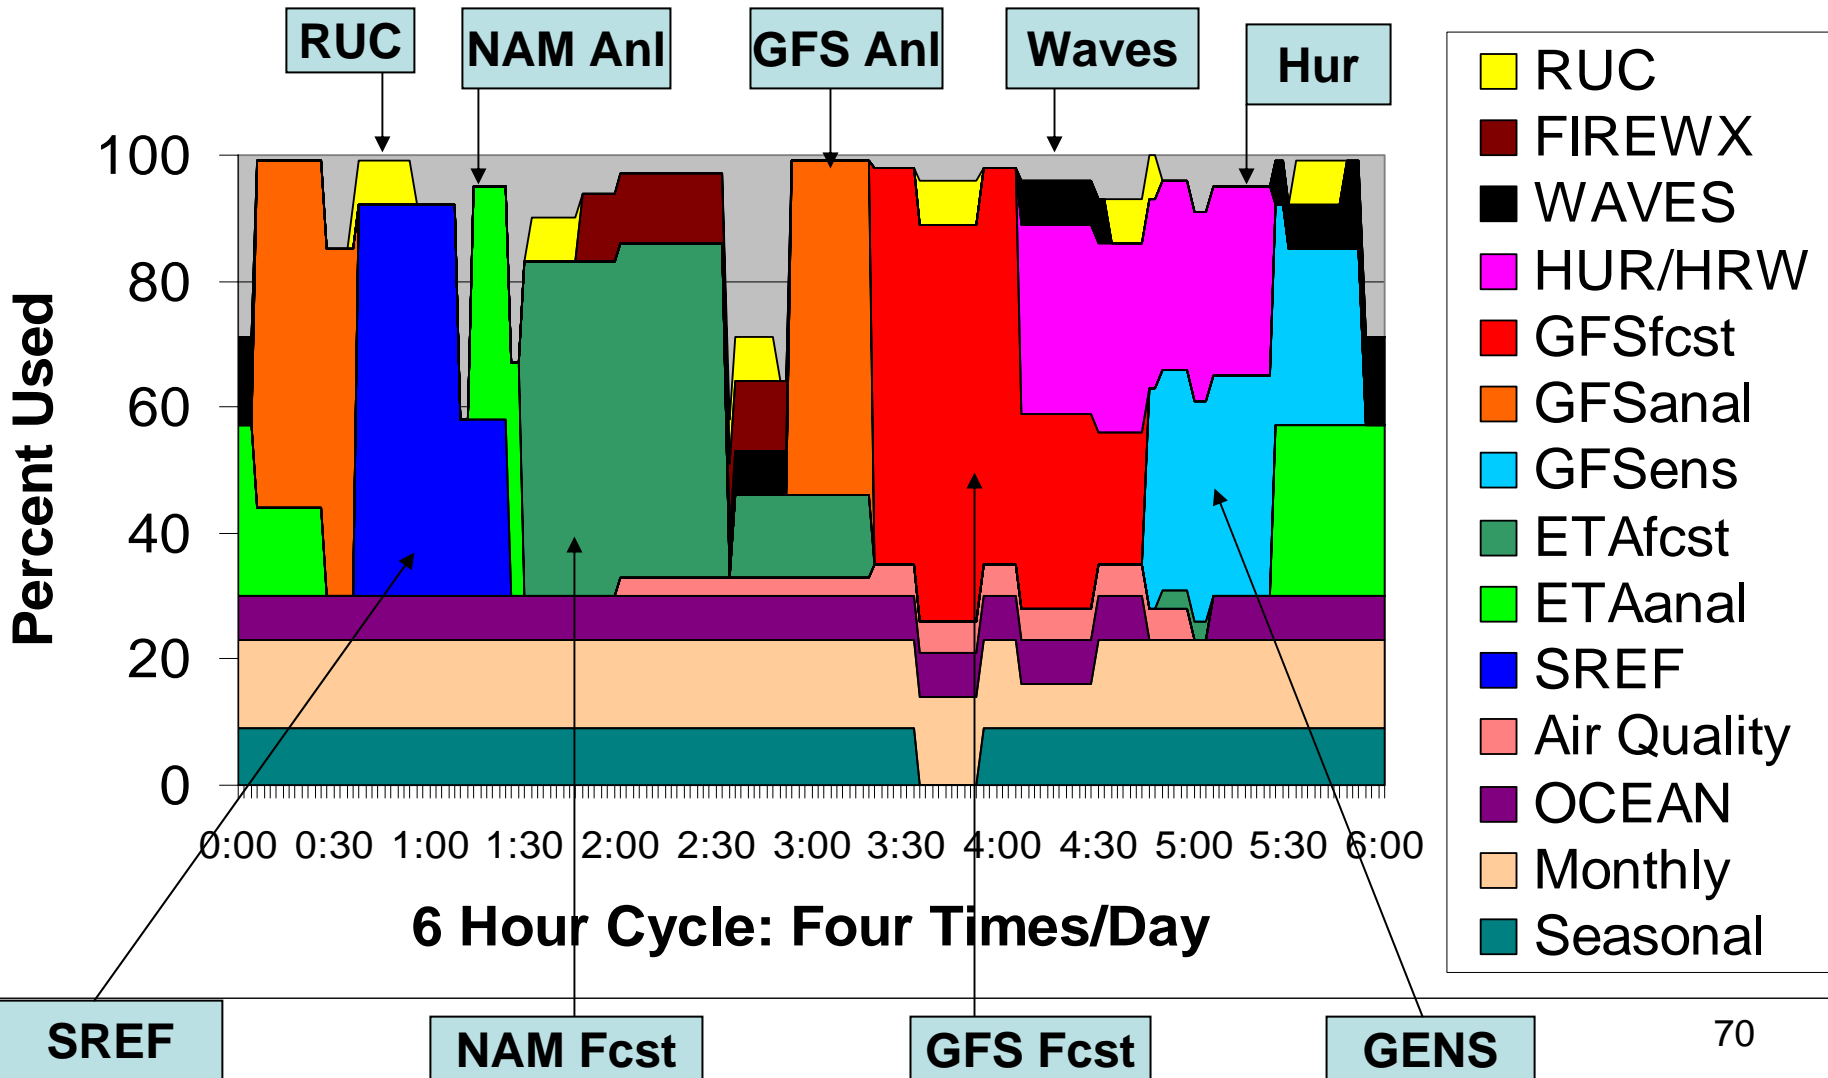 RUC
NAM Anl
GFS Anl
Waves
Hur
Percent Used
100
80
60
40
20
0
0:00 0:30 1:00 1:30 2:00 2:30 3:00 3:30 4:00 4:30 5:00 5:30 6:00
6 Hour Cycle: Four Times/Day
RUC
FIREWX
WAVES
HUR/HRW
GFSfcst
GFSanal
GFSens
ETAfcst
ETAanal
SREF
Air Quality
OCEAN
Monthly
Seasonal
SREF
NAM Fcst
GFS Fcst
GENS
70